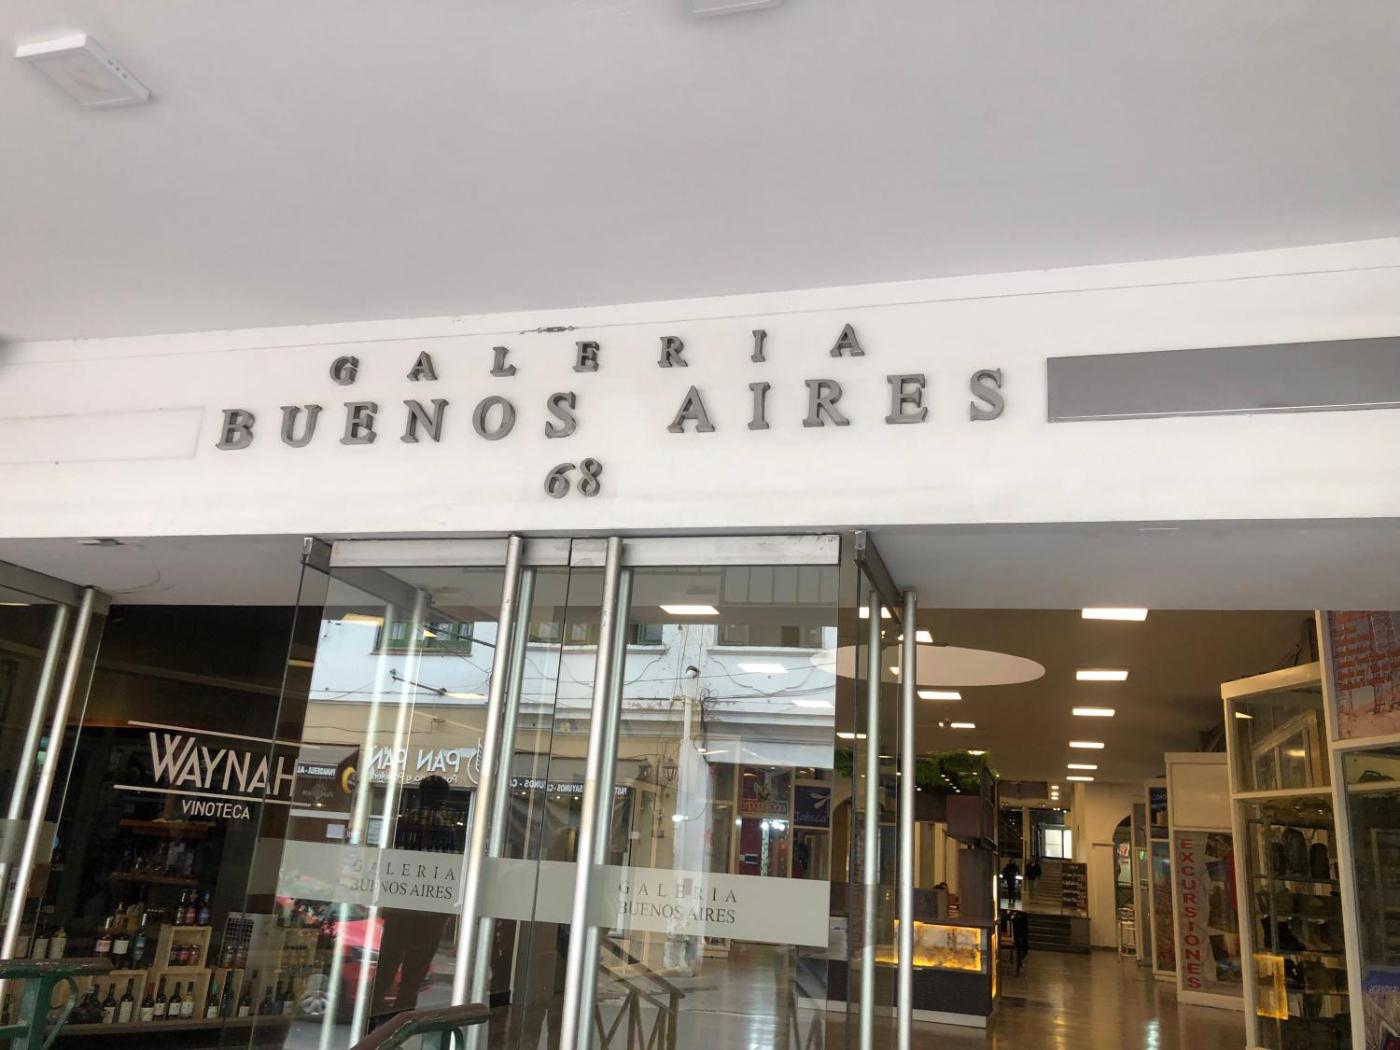 GALERIA
BUENOS AIRES
68
WAYNAH
VINOTECA
PAN PAN
GALERIA
BUENOS AIRES
GALERIA
BUENOS AIRES
EXCURSIONES